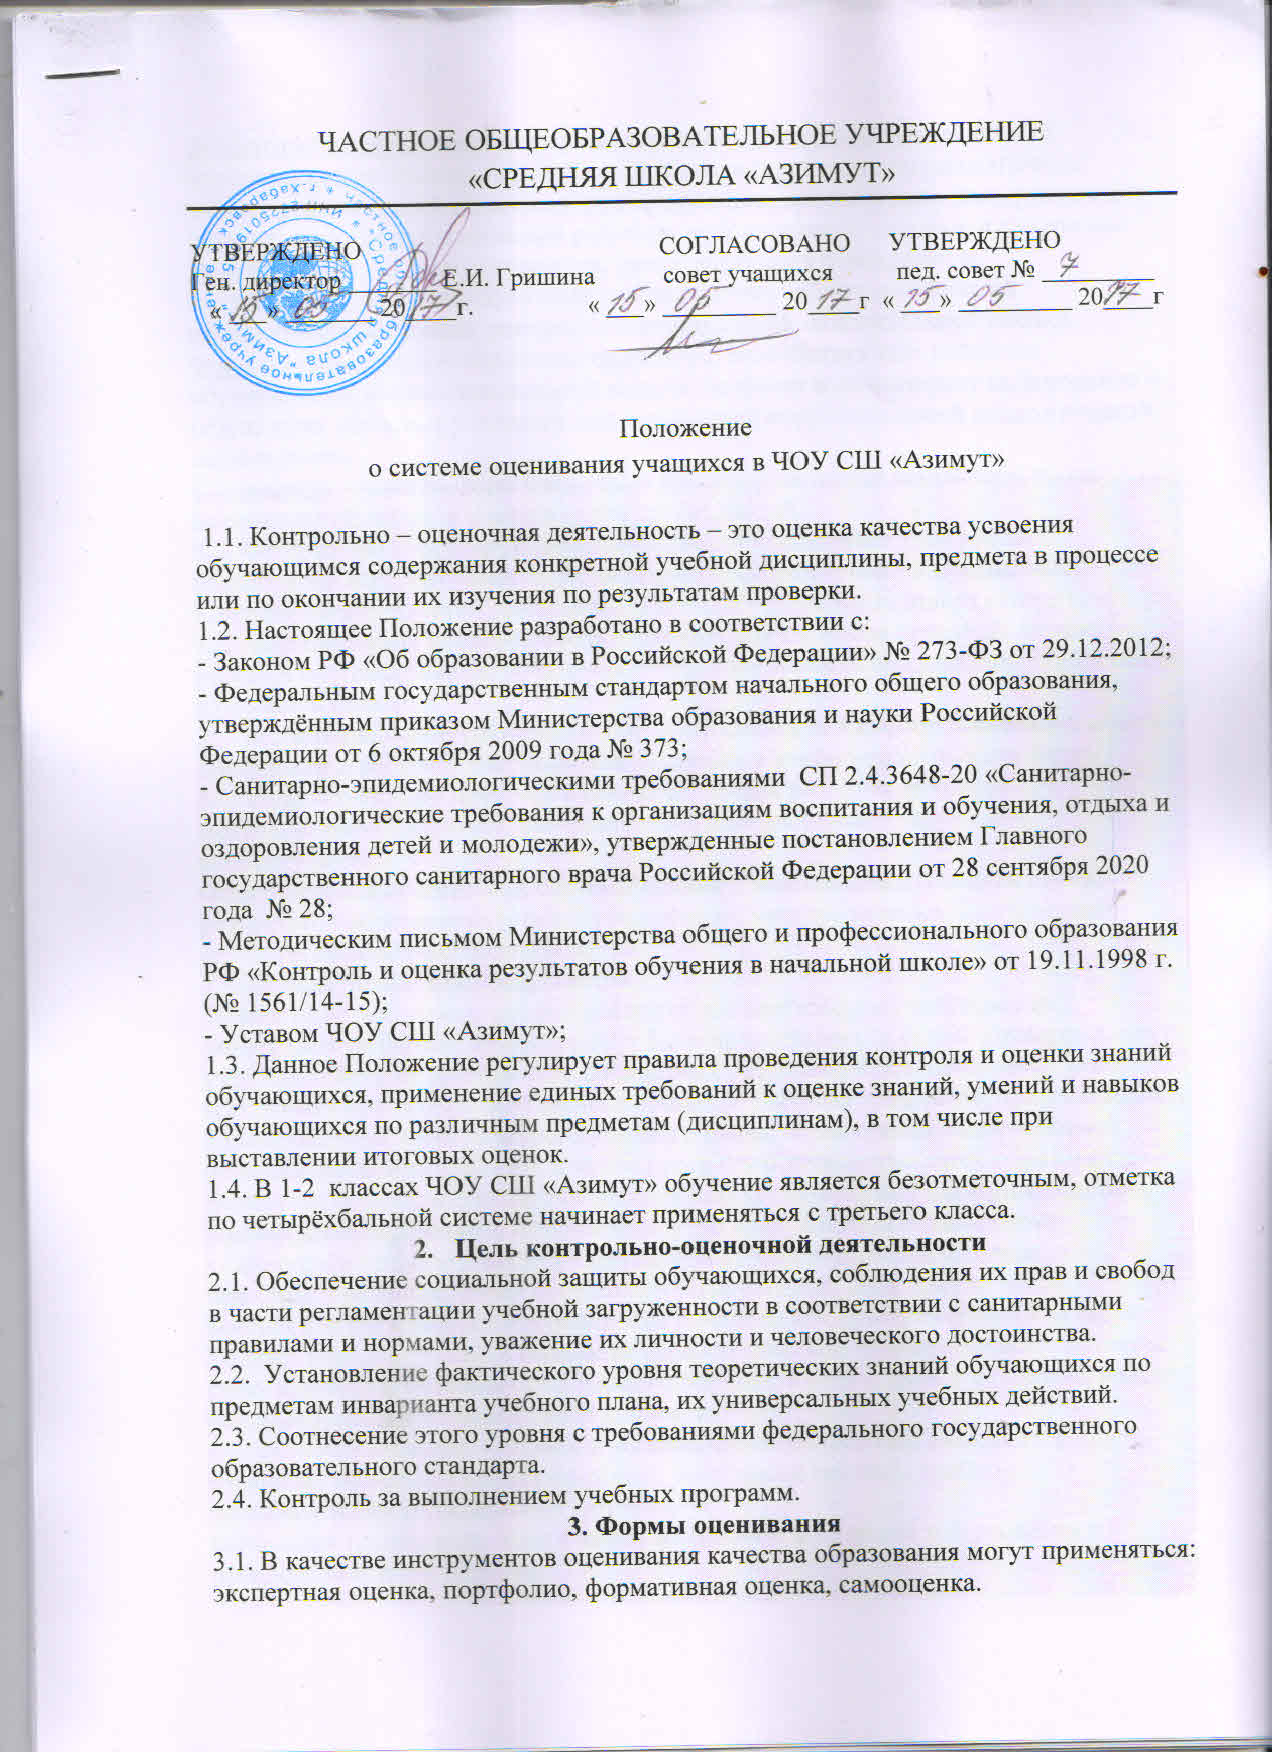 ЧАСТНОЕ ОБЩЕОБРАЗОВАТЕЛЬНОЕ УЧРЕЖДЕНИЕ
«СРЕДНЯЯ ШКОЛА «АЗИМУТ»
УТВЕРЖДЕНО СОГЛАСОВАНО УТВЕРЖДЕНО
Ген. директор Е.И. Гришина совет учащихся пед. совет № 7
« 15 » 05 20 17 г. « 15 » 05 20 17 г « 15 » 05 20 17 г
Положение
о системе оценивания учащихся в ЧОУ СШ «Азимут»
1.1. Контрольно – оценочная деятельность – это оценка качества усвоения
обучающимся содержания конкретной учебной дисциплины, предмета в процессе
или по окончании их изучения по результатам проверки.
1.2. Настоящее Положение разработано в соответствии с:
- Законом РФ «Об образовании в Российской Федерации» № 273-ФЗ от 29.12.2012;
- Федеральным государственным стандартом начального общего образования,
утверждённым приказом Министерства образования и науки Российской
Федерации от 6 октября 2009 года № 373;
- Санитарно-эпидемиологическими требованиями СП 2.4.3648-20 «Санитарно-
эпидемиологические требования к организациям воспитания и обучения, отдыха и
оздоровления детей и молодежи», утвержденные постановлением Главного
государственного санитарного врача Российской Федерации от 28 сентября 2020
года № 28;
- Методическим письмом Министерства общего и профессионального образования
РФ «Контроль и оценка результатов обучения в начальной школе» от 19.11.1998 г.
(№ 1561/14-15);
- Уставом ЧОУ СШ «Азимут»;
1.3. Данное Положение регулирует правила проведения контроля и оценки знаний
обучающихся, применение единых требований к оценке знаний, умений и навыков
обучающихся по различным предметам (дисциплинам), в том числе при
выставлении итоговых оценок.
1.4. В 1-2 классах ЧОУ СШ «Азимут» обучение является безотметочным, отметка
по четырёхбальной системе начинает применяться с третьего класса.
2. Цель контрольно-оценочной деятельности
2.1. Обеспечение социальной защиты обучающихся, соблюдения их прав и свобод
в части регламентации учебной загруженности в соответствии с санитарными
правилами и нормами, уважение их личности и человеческого достоинства.
2.2. Установление фактического уровня теоретических знаний обучающихся по
предметам инварианта учебного плана, их универсальных учебных действий.
2.3. Соотнесение этого уровня с требованиями федерального государственного
образовательного стандарта.
2.4. Контроль за выполнением учебных программ.
3. Формы оценивания
3.1. В качестве инструментов оценивания качества образования могут применяться:
экспертная оценка, портфолио, формативная оценка, самооценка.